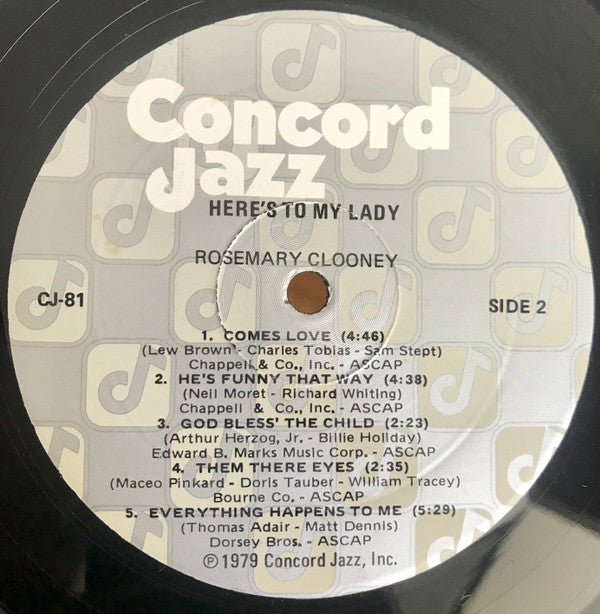 Concord
Jazz
HERE'S TO MY LADY
ROSEMARY CLOONEY
CJ-81
SIDE 2
1. COMES LOVE (4:46)
(Lew Brown - Charles Tobias - Sam Stept)
Chappell & Co., Inc. - ASCAP
2. HE'S FUNNY THAT WAY (4:38)
(Neil Moret - Richard Whiting)
Chappell & Co., Inc. - ASCAP
3. GOD BLESS' THE CHILD (2:23)
(Arthur Herzog, Jr. - Billie Holiday)
Edward B. Marks Music Corp. - ASCAP
4. THEM THERE EYES (2:35)
(Maceo Pinkard - Doris Tauber - William Tracey)
Bourne Co. - ASCAP
5. EVERYTHING HAPPENS TO ME (5:29)
(Thomas Adair - Matt Dennis)
Dorsey Bros. - ASCAP
℗ 1979 Concord Jazz, Inc.